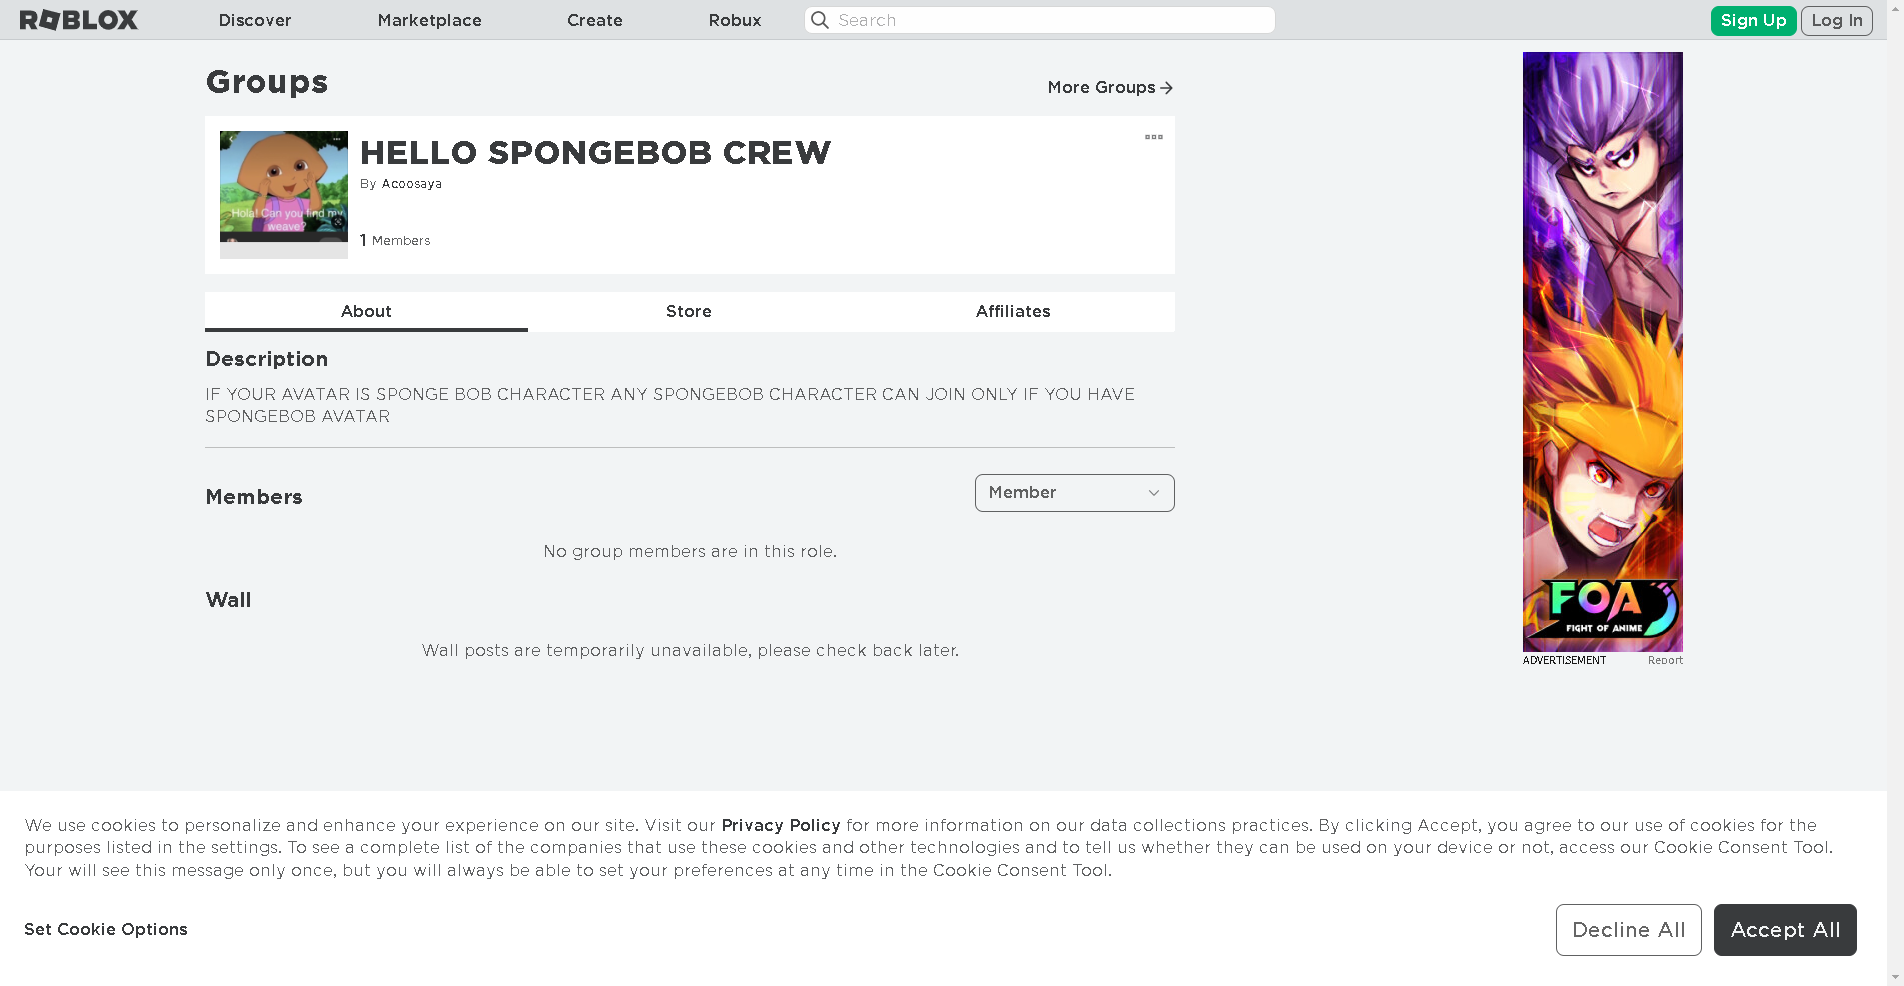 ROBLOX
Discover
Marketplace
Create
Robux
Search
Sign Up
Log In
Groups
More Groups
HELLO SPONGEBOB CREW
By Acoosaya
Hola! Can you find my
weave?
1 Members
About
Store
Affiliates
Description
IF YOUR AVATAR IS SPONGE BOB CHARACTER ANY SPONGEBOB CHARACTER CAN JOIN ONLY IF YOU HAVE
SPONGEBOB AVATAR
Members
Member
No group members are in this role.
Wall
Wall posts are temporarily unavailable, please check back later.
FOA
FIGHT OF ANIME
ADVERTISEMENT
Report
We use cookies to personalize and enhance your experience on our site. Visit our Privacy Policy for more information on our data collections practices. By clicking Accept, you agree to our use of cookies for the
purposes listed in the settings. To see a complete list of the companies that use these cookies and other technologies and to tell us whether they can be used on your device or not, access our Cookie Consent Tool.
Your will see this message only once, but you will always be able to set your preferences at any time in the Cookie Consent Tool.
Set Cookie Options
Decline All
Accept All